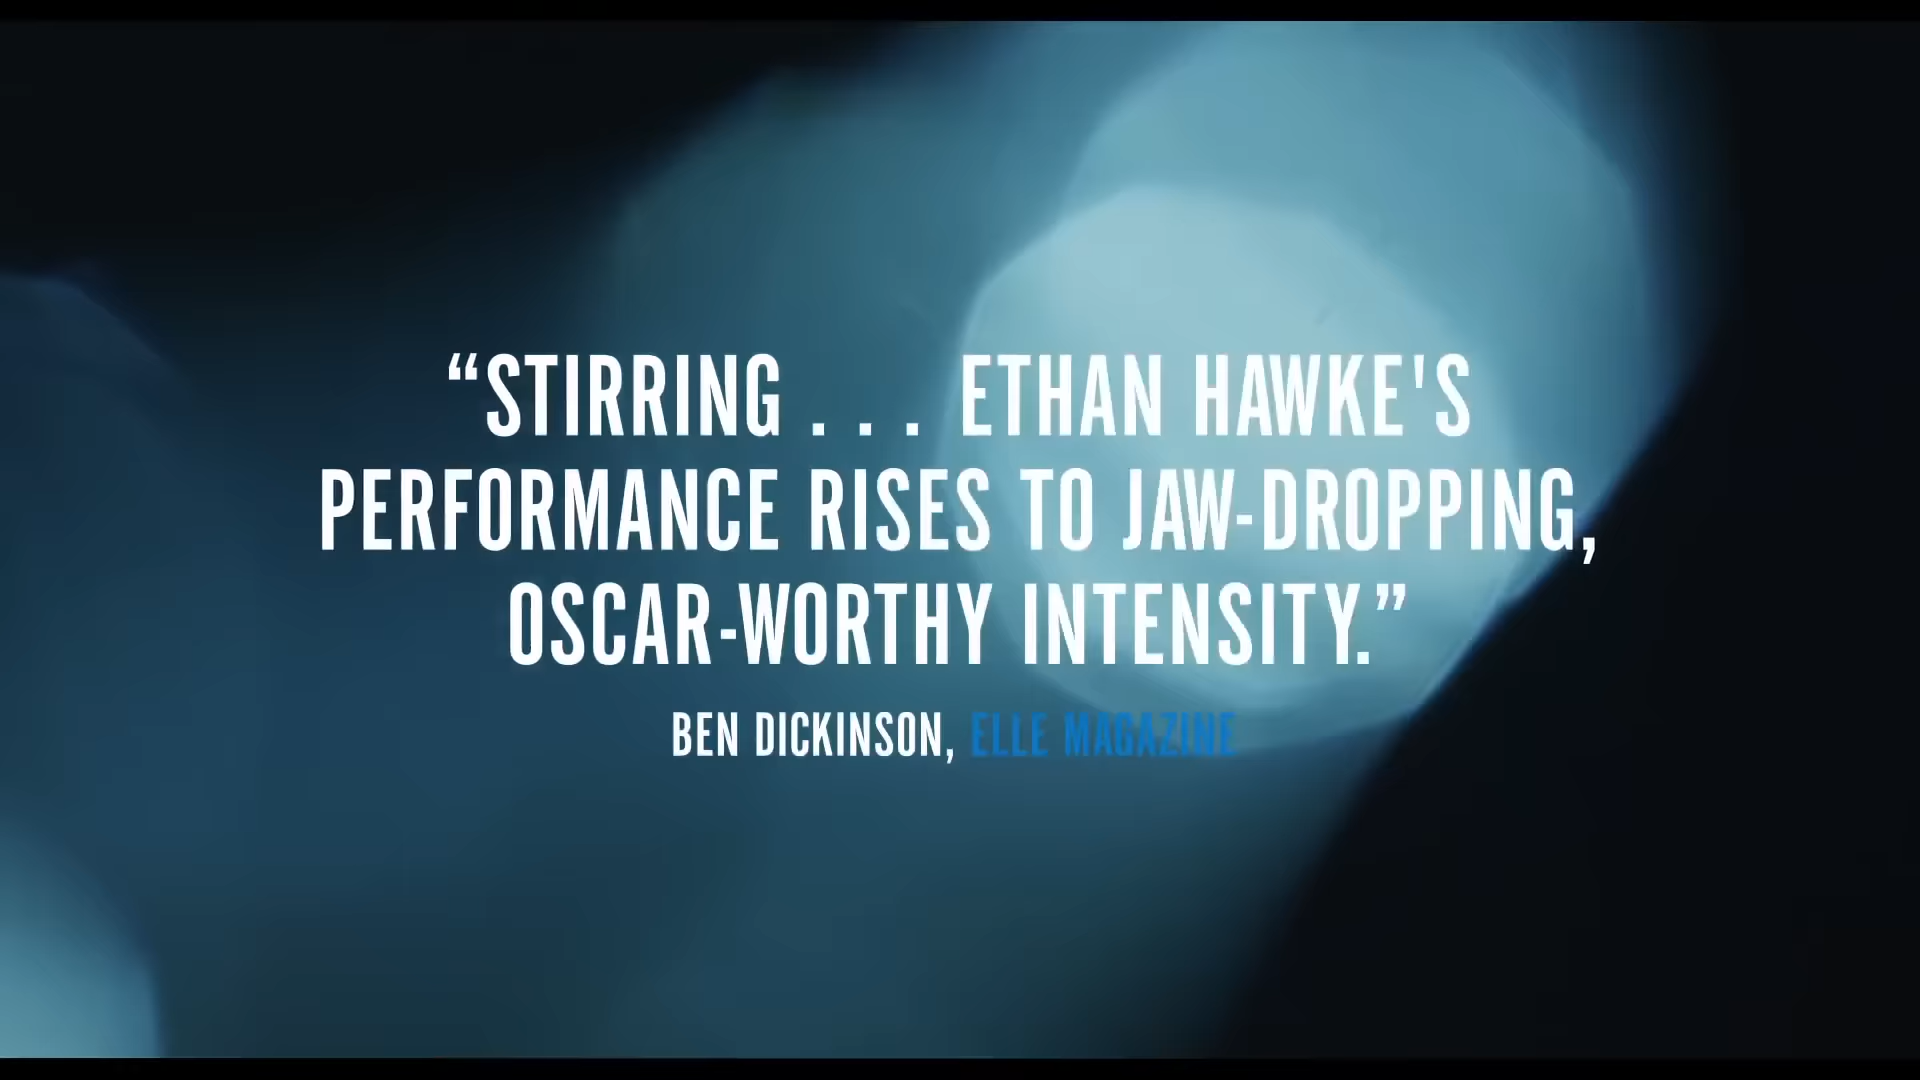 “STIRRING . . . ETHAN HAWKE'S
PERFORMANCE RISES TO JAW-DROPPING,
OSCAR-WORTHY INTENSITY.”
BEN DICKINSON, ELLE MAGAZINE